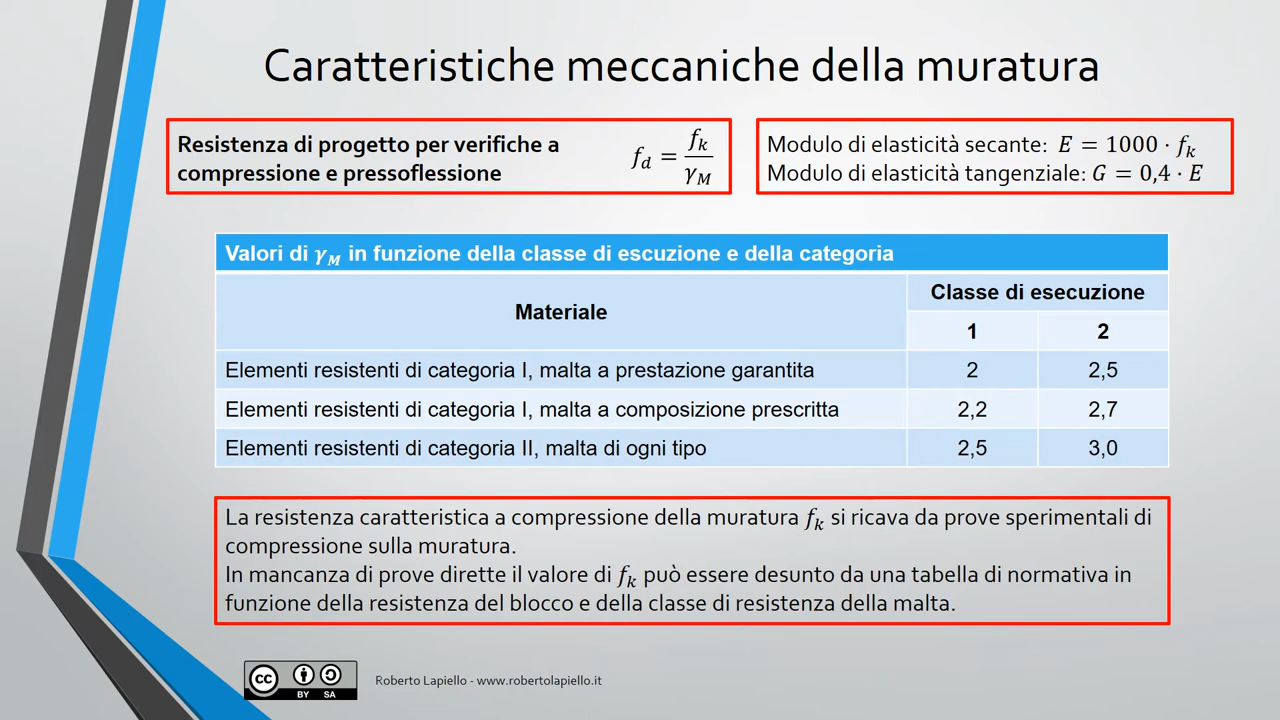 Caratteristiche meccaniche della muratura
Resistenza di progetto per verifiche a
compressione e pressoflessione
f_d = f_k / γ_M
Modulo di elasticità secante: E = 1000 · f_k
Modulo di elasticità tangenziale: G = 0,4 · E
Valori di γ_M in funzione della classe di escuzione e della categoria
Materiale
Classe di esecuzione
1 2
Elementi resistenti di categoria I, malta a prestazione garantita 2 2,5
Elementi resistenti di categoria I, malta a composizione prescritta 2,2 2,7
Elementi resistenti di categoria II, malta di ogni tipo 2,5 3,0
La resistenza caratteristica a compressione della muratura f_k si ricava da prove sperimentali di
compressione sulla muratura.
In mancanza di prove dirette il valore di f_k può essere desunto da una tabella di normativa in
funzione della resistenza del blocco e della classe di resistenza della malta.
cc BY SA
Roberto Lapiello - www.robertolapiello.it